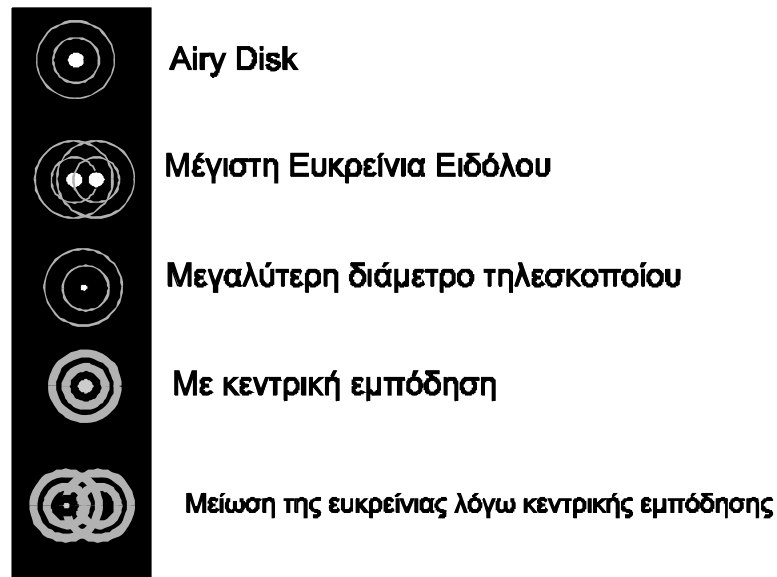 Airy Disk
Μέγιστη Ευκρείνια Ειδόλου
Μεγαλύτερη διάμετρο τηλεσκοποίου
Με κεντρική εμπόδηση
Μείωση της ευκρείνιας λόγω κεντρικής εμπόδησης